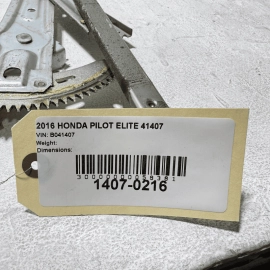 2016 HONDA PILOT ELITE 41407
VIN: B041407
Weight:
Dimensions:
1407-0216